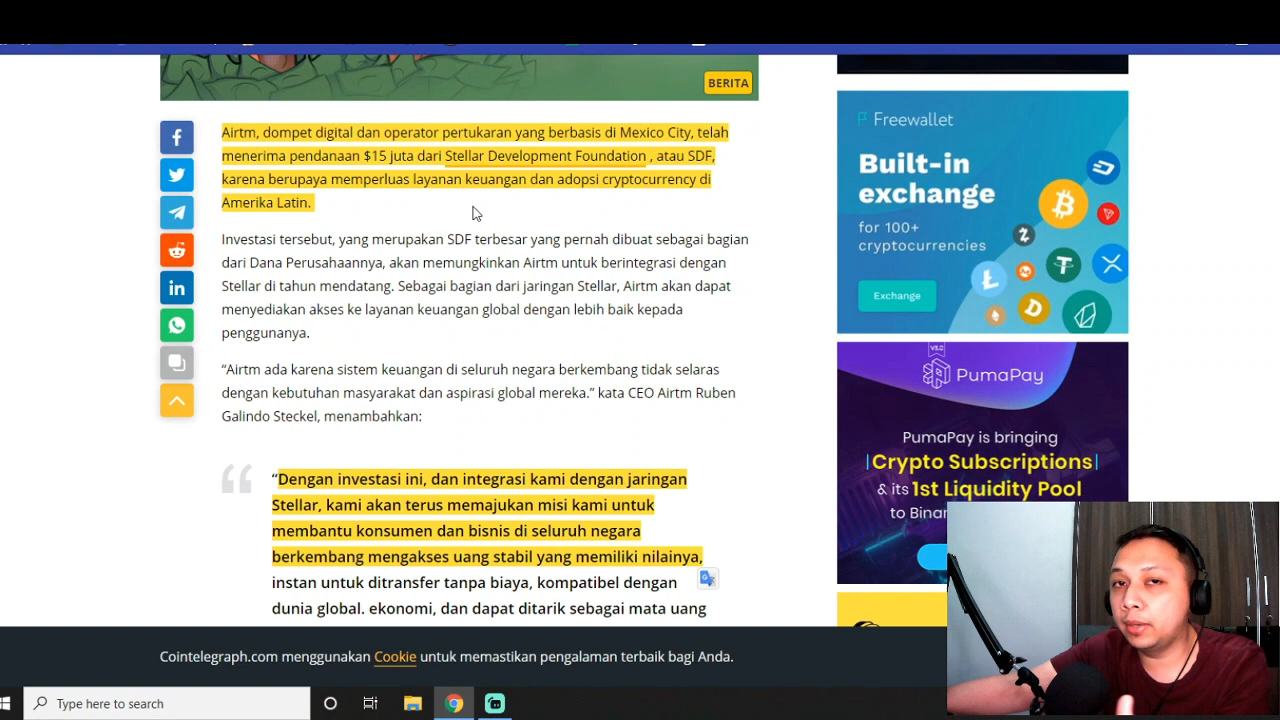 BERITA
Airtm, dompet digital dan operator pertukaran yang berbasis di Mexico City, telah
menerima pendanaan $15 juta dari Stellar Development Foundation , atau SDF,
karena berupaya memperluas layanan keuangan dan adopsi cryptocurrency di
Amerika Latin.
Investasi tersebut, yang merupakan SDF terbesar yang pernah dibuat sebagai bagian
dari Dana Perusahaannya, akan memungkinkan Airtm untuk berintegrasi dengan
Stellar di tahun mendatang. Sebagai bagian dari jaringan Stellar, Airtm akan dapat
menyediakan akses ke layanan keuangan global dengan lebih baik kepada
penggunanya.
“Airtm ada karena sistem keuangan di seluruh negara berkembang tidak selaras
dengan kebutuhan masyarakat dan aspirasi global mereka.” kata CEO Airtm Ruben
Galindo Steckel, menambahkan:
“Dengan investasi ini, dan integrasi kami dengan jaringan
Stellar, kami akan terus memajukan misi kami untuk
membantu konsumen dan bisnis di seluruh negara
berkembang mengakses uang stabil yang memiliki nilainya,
instan untuk ditransfer tanpa biaya, kompatibel dengan
dunia global. ekonomi, dan dapat ditarik sebagai mata uang
Freewallet
Built-in
exchange
for 100+
cryptocurrencies
Exchange
V3.0
PumaPay
PumaPay is bringing
Crypto Subscriptions
& its 1st Liquidity Pool
to Binan
Cointelegraph.com menggunakan Cookie untuk memastikan pengalaman terbaik bagi Anda.
Type here to search